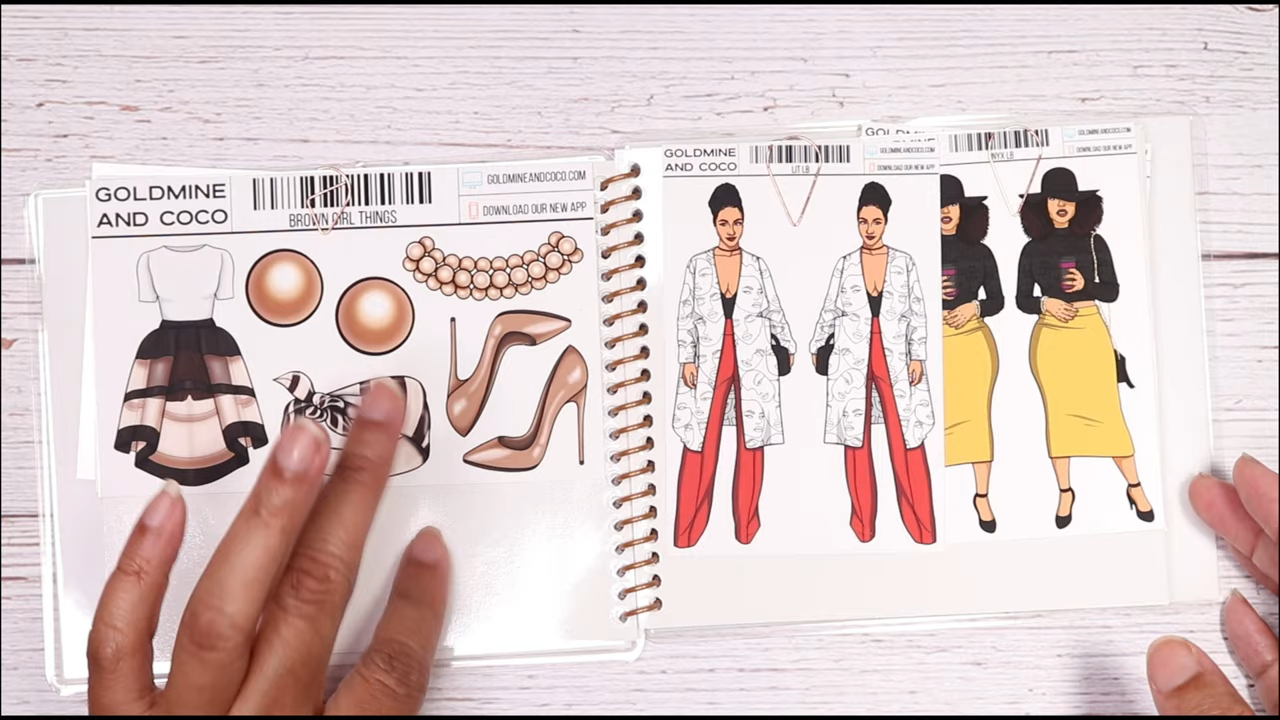 GOLDMINE
AND COCO
BROWN GIRL THINGS
GOLDMINEANDCOCO.COM
DOWNLOAD OUR NEW APP
GOLDMINE
AND COCO
LIT LB
GOLDMINEANDCOCO.COM
DOWNLOAD OUR NEW APP
NYX LB
GOLDMINEANDCOCO.COM
DOWNLOAD OUR NEW APP